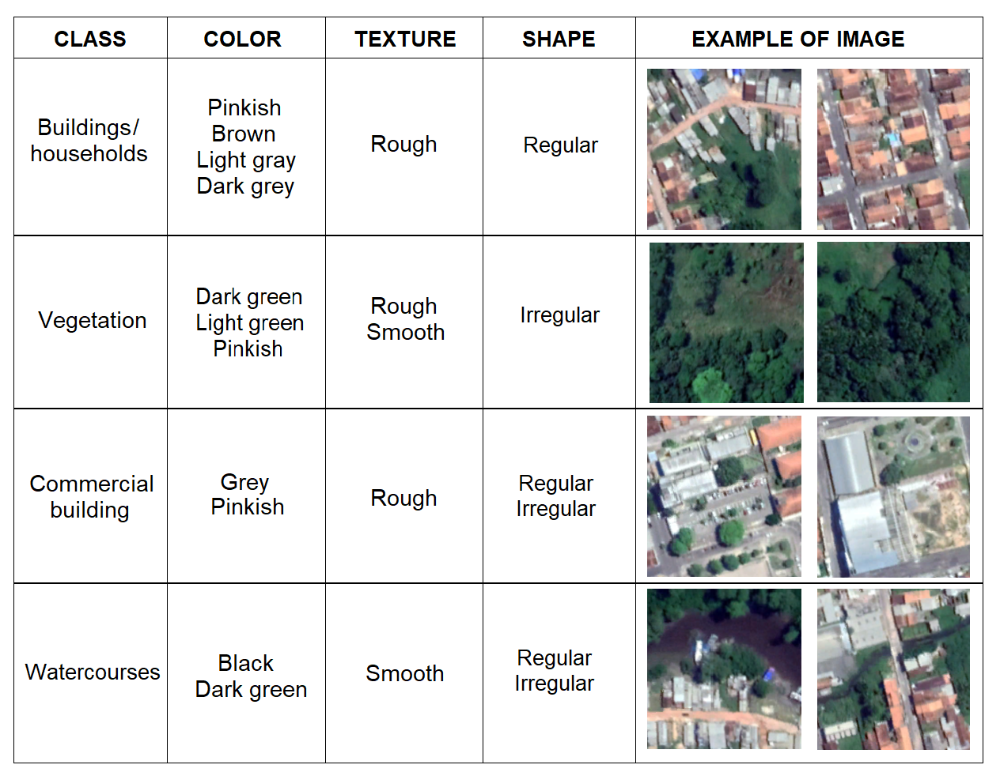 CLASS COLOR TEXTURE SHAPE EXAMPLE OF IMAGE
Buildings/
households
Pinkish
Brown
Light gray
Dark grey
Rough
Regular
Vegetation
Dark green
Light green
Pinkish
Rough
Smooth
Irregular
Commercial
building
Grey
Pinkish
Rough
Regular
Irregular
Watercourses
Black
Dark green
Smooth
Regular
Irregular